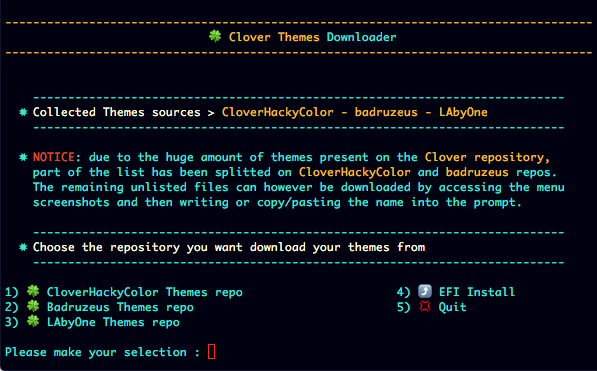 🍀 Clover Themes Downloader
✹ Collected Themes sources > CloverHackyColor - badruzeus - LAbyOne
✹ NOTICE: due to the huge amount of themes present on the Clover repository,
part of the list has been splitted on CloverHackyColor and badruzeus repos.
The remaining unlisted files can however be downloaded by accessing the menu
screenshots and then writing or copy/pasting the name into the prompt.
✹ Choose the repository you want download your themes from
1) 🍀 CloverHackyColor Themes repo 4) ⤴️ EFI Install
2) 🍀 Badruzeus Themes repo 5) 💢 Quit
3) 🍀 LAbyOne Themes repo
Please make your selection :